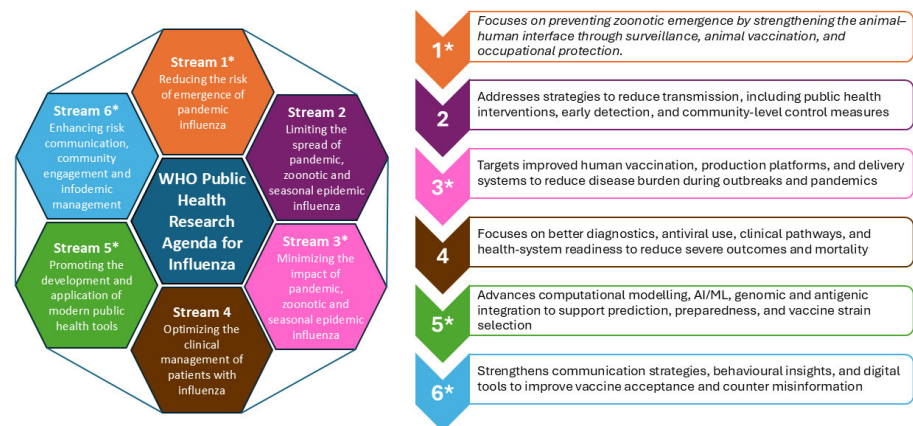 Stream 1*
Reducing the risk
of emergence of
pandemic
influenza
Stream 6*
Enhancing risk
communication,
community
engagement and
infodemic
management
Stream 2
Limiting the
spread of
pandemic,
zoonotic and
seasonal epidemic
influenza
WHO Public
Health
Research
Agenda for
Influenza
Stream 5*
Promoting the
development and
application of
modern public
health tools
Stream 3*
Minimizing the
impact of
pandemic,
zoonotic and
seasonal epidemic
influenza
Stream 4
Optimizing the
clinical
management of
patients with
influenza
1*
Focuses on preventing zoonotic emergence by strengthening the animal–
human interface through surveillance, animal vaccination, and
occupational protection.
2
Addresses strategies to reduce transmission, including public health
interventions, early detection, and community-level control measures
3*
Targets improved human vaccination, production platforms, and delivery
systems to reduce disease burden during outbreaks and pandemics
4
Focuses on better diagnostics, antiviral use, clinical pathways, and
health-system readiness to reduce severe outcomes and mortality
5*
Advances computational modelling, AI/ML, genomic and antigenic
integration to support prediction, preparedness, and vaccine strain
selection
6*
Strengthens communication strategies, behavioural insights, and digital
tools to improve vaccine acceptance and counter misinformation